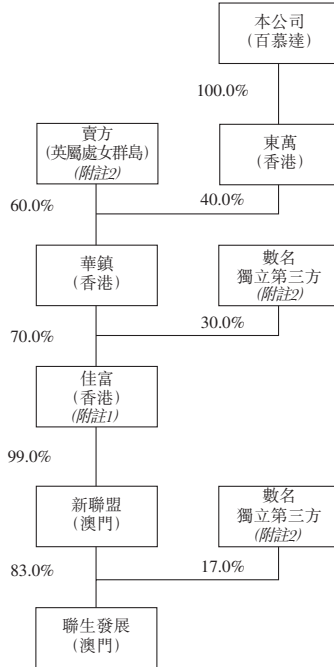 本公司
(百慕達)
100.0%
賣方
(英屬處女群島)
(附註2)
東萬
(香港)
60.0%
40.0%
華鎮
(香港)
數名
獨立第三方
(附註2)
70.0%
30.0%
佳富
(香港)
(附註1)
99.0%
新聯盟
(澳門)
數名
獨立第三方
(附註2)
83.0%
17.0%
聯生發展
(澳門)